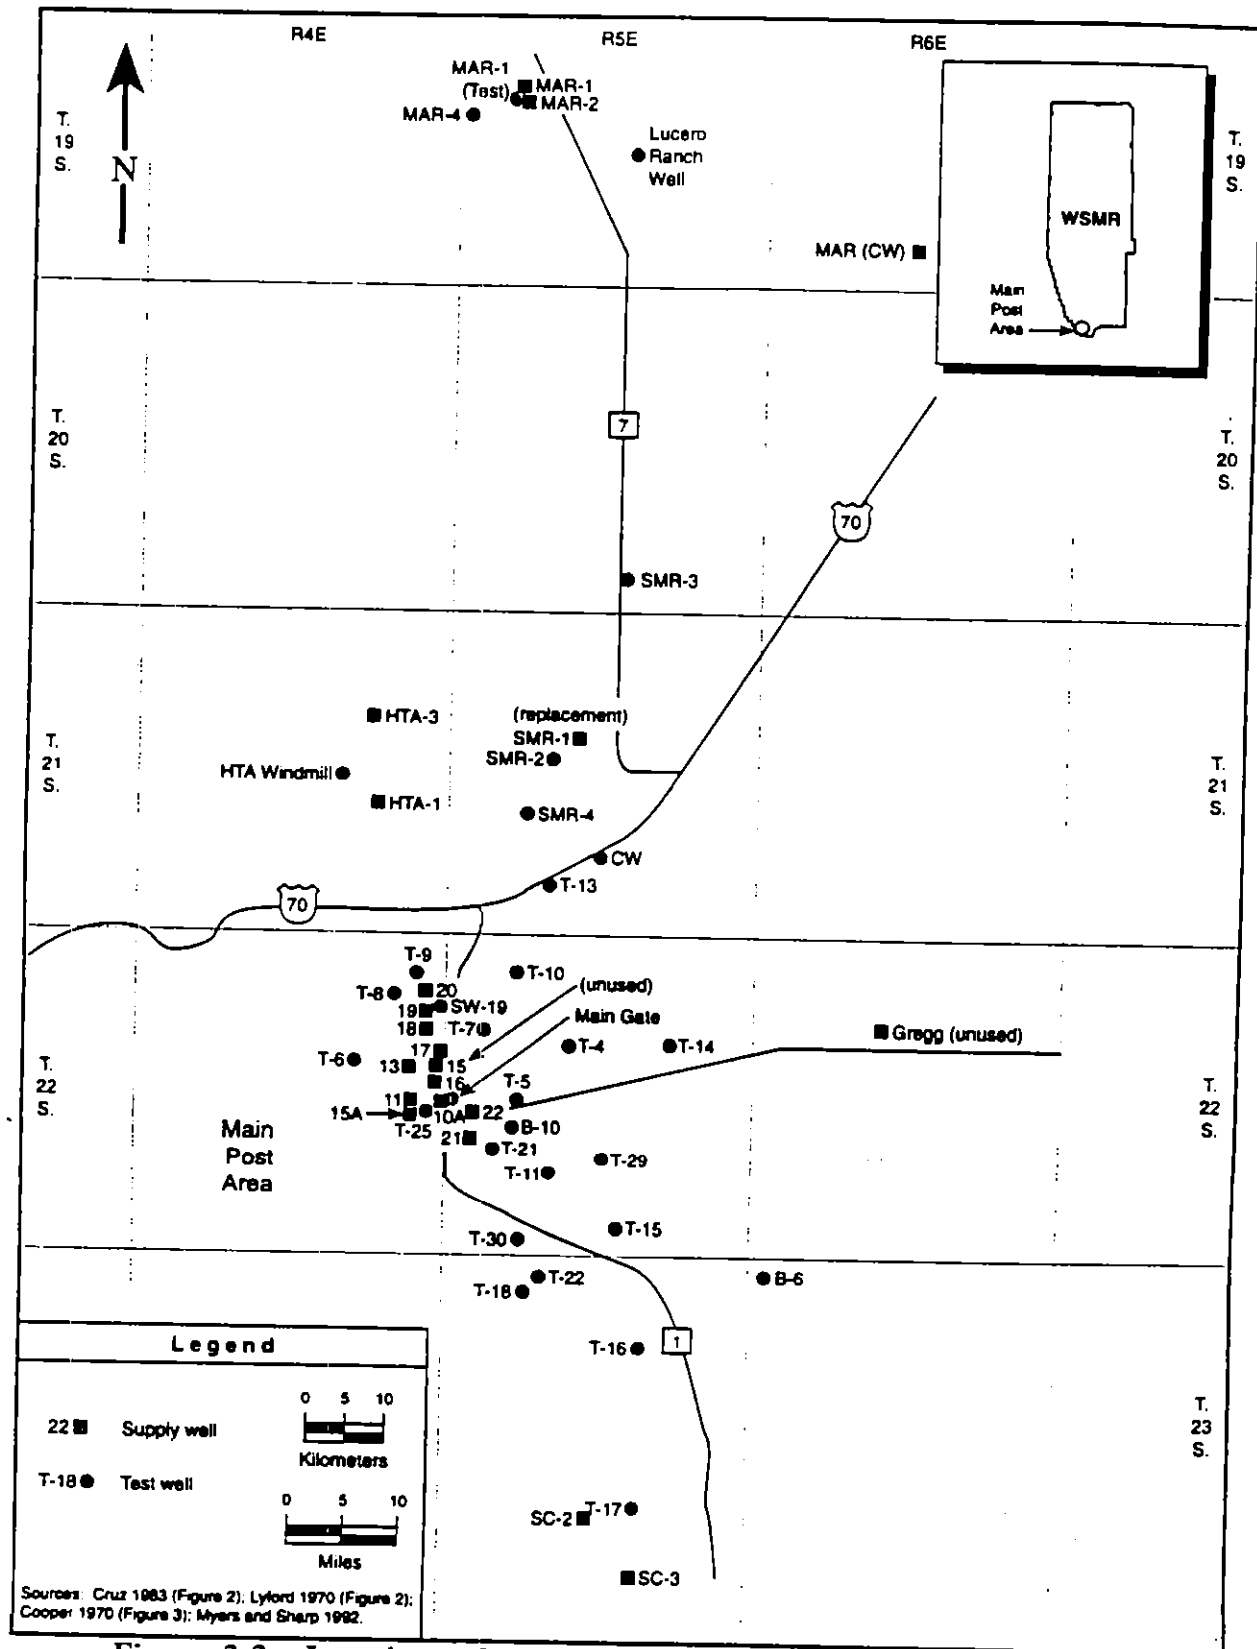 R4E
R5E
R6E
MAR-1
(Test)
MAR-1
MAR-2
MAR-4
T.
19
S.
N
Lucero
Ranch
Well
T.
19
S.
WSMR
MAR (CW)
Main
Post
Area
7
T.
20
S.
T.
20
S.
70
SMR-3
HTA-3
(replacement)
SMR-1
SMR-2
T.
21
S.
HTA Windmill
HTA-1
T.
21
S.
SMR-4
CW
T-13
70
T-9
T-10
(unused)
T-8
20
19
SW-19
Main Gate
18
T-7
Gregg (unused)
T-6
17
T-4
T-14
13
15
T.
22
S.
16
T-5
11
15A
10A
22
T-25
B-10
T.
22
S.
Main
Post
Area
21
T-21
T-29
T-11
T-15
T-30
T-22
B-6
T-18
Legend
T-16
1
0 5 10
22
Supply well
Kilometers
T.
23
S.
T-18
Test well
0 5 10
Miles
T-17
SC-2
SC-3
Sources: Cruz 1983 (Figure 2); Lyford 1970 (Figure 2);
Cooper 1970 (Figure 3); Myers and Sharp 1992.